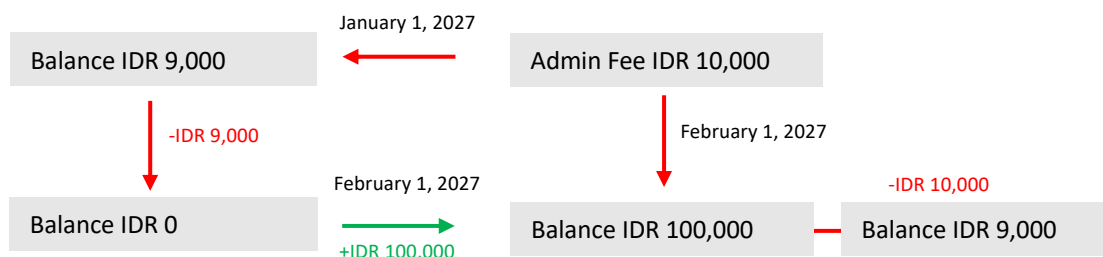 January 1, 2027
Balance IDR 9,000
Admin Fee IDR 10,000
-IDR 9,000
February 1, 2027
February 1, 2027
-IDR 10,000
Balance IDR 0
+IDR 100,000
Balance IDR 100,000
Balance IDR 9,000